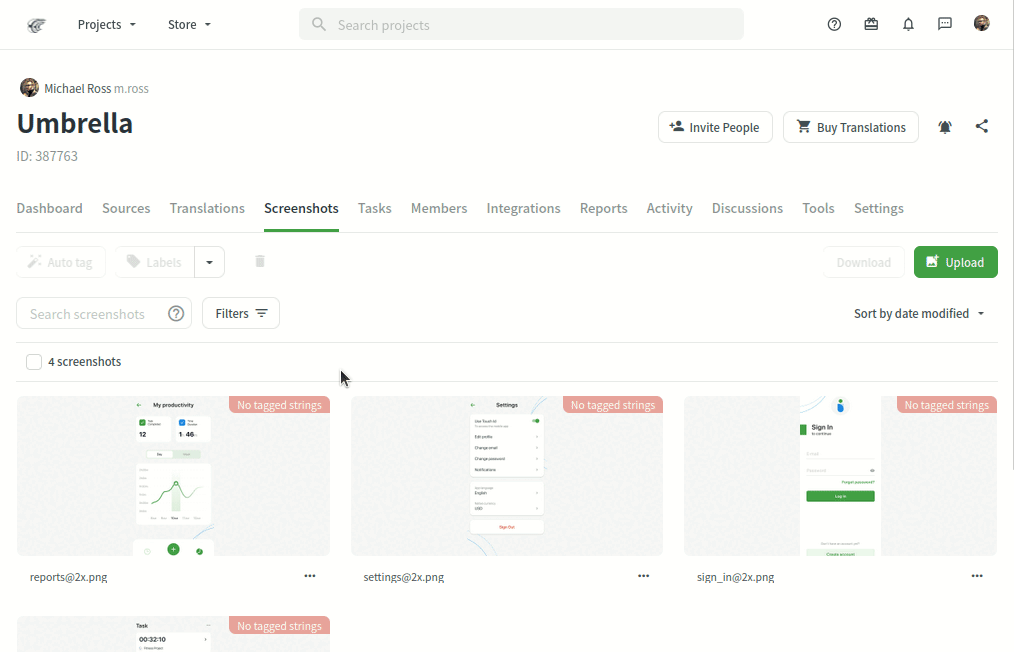 Projects Store Search projects
Michael Ross m.ross
Umbrella
Invite People Buy Translations
ID: 387763
Dashboard Sources Translations Screenshots Tasks Members Integrations Reports Activity Discussions Tools Settings
Auto tag Labels Download Upload
Search screenshots Filters Sort by date modified
4 screenshots
No tagged strings
My productivity
12
1 46
No tagged strings
Settings
Use Touch Id
Edit profile
Change email
Change password
Notifications
English
USD
Sign Out
No tagged strings
Sign In
to continue
E-mail
Password
Forgot password?
Log in
Create account
reports@2x.png settings@2x.png sign_in@2x.png
No tagged strings
Task
00:32:10